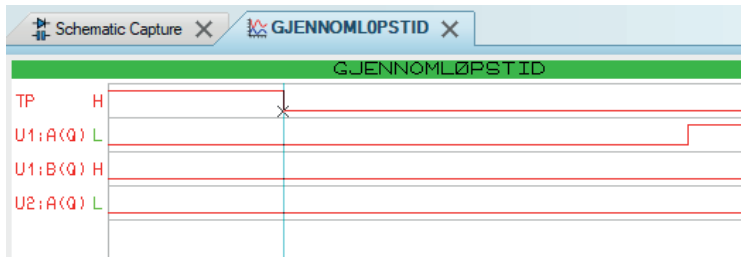 Schematic Capture GJENNOMLØPSTID
GJENNOMLØPSTID
TP H
U1:A(Q) L
U1:B(Q) H
U2:A(Q) L